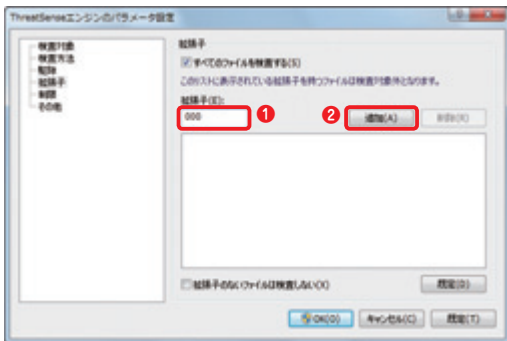 ThreatSenseエンジンのパラメータ設定
検査対象
検査方法
駆除
拡張子
制限
その他
拡張子
すべてのファイルを検査する(S)
このリストに表示されている拡張子を持つファイルは検査対象外となります。
拡張子(E):
000
1
2
追加(A)
削除(R)
拡張子のないファイルは検査しない(X)
既定(D)
OK(O)
キャンセル(C)
既定(T)